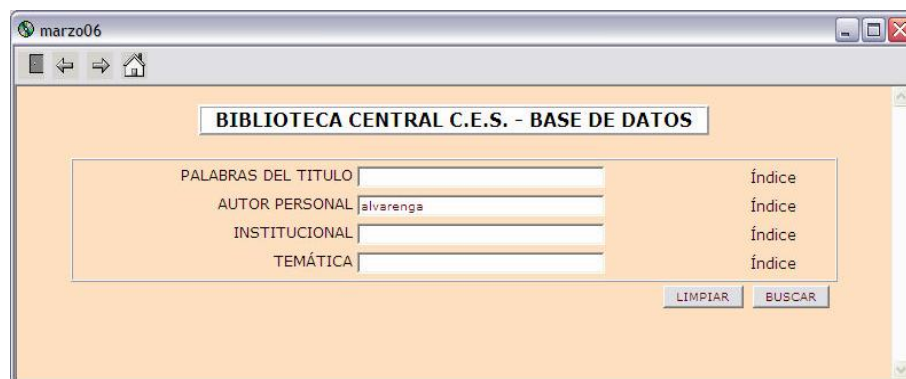 marzo06
BIBLIOTECA CENTRAL C.E.S. - BASE DE DATOS
PALABRAS DEL TITULO Índice
AUTOR PERSONAL alvarenga Índice
INSTITUCIONAL Índice
TEMÁTICA Índice
LIMPIAR BUSCAR